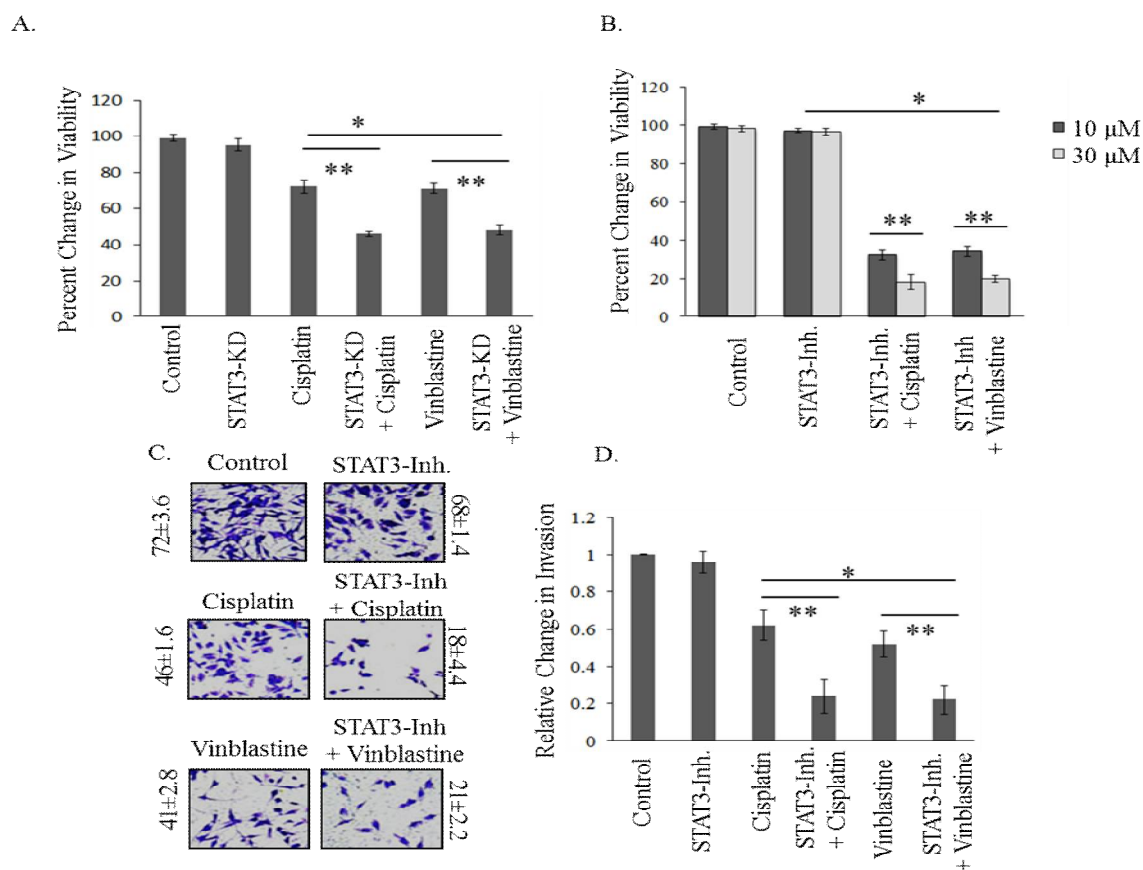 A.
Percent Change in Viability
120
100
80
60
40
20
0
*
**
**
Control
STAT3-KD
Cisplatin
STAT3-KD
+ Cisplatin
Vinblastine
STAT3-KD
+ Vinblastine
B.
Percent Change in Viability
120
100
80
60
40
20
0
*
**
**
10 µM
30 µM
Control
STAT3-Inh.
STAT3-Inh.
+ Cisplatin
STAT3-Inh
+ Vinblastine
C.
Control
STAT3-Inh.
72±3.6
68±1.4
Cisplatin
STAT3-Inh
+ Cisplatin
46±1.6
18±4.4
Vinblastine
STAT3-Inh
+ Vinblastine
41±2.8
21±2.2
D.
Relative Change in Invasion
1.2
1
0.8
0.6
0.4
0.2
0
*
**
**
Control
STAT3-Inh.
Cisplatin
STAT3-Inh.
+ Cisplatin
Vinblastine
STAT3-Inh.
+ Vinblastine